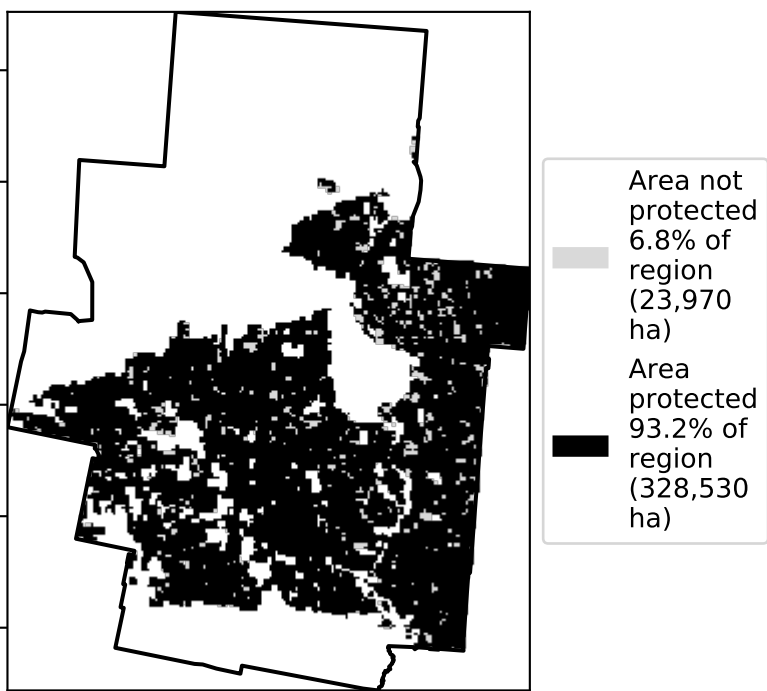 Area not
protected
6.8% of
region
(23,970
ha)
Area
protected
93.2% of
region
(328,530
ha)